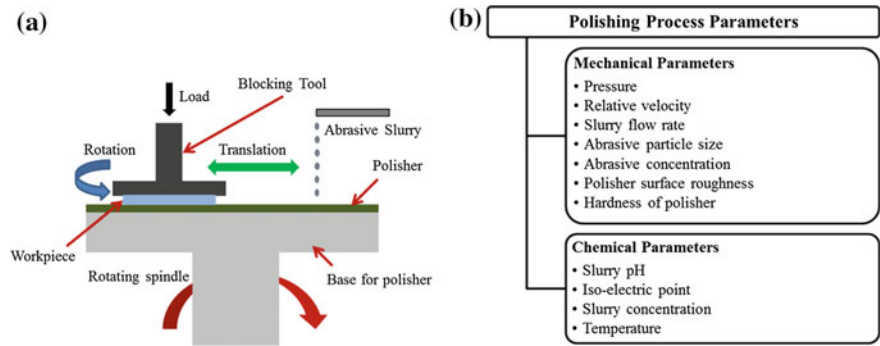 (a)
Load
Blocking Tool
Abrasive Slurry
Rotation
Translation
Polisher
Workpiece
Rotating spindle
Base for polisher
(b)
Polishing Process Parameters
Mechanical Parameters
• Pressure
• Relative velocity
• Slurry flow rate
• Abrasive particle size
• Abrasive concentration
• Polisher surface roughness
• Hardness of polisher
Chemical Parameters
• Slurry pH
• Iso-electric point
• Slurry concentration
• Temperature